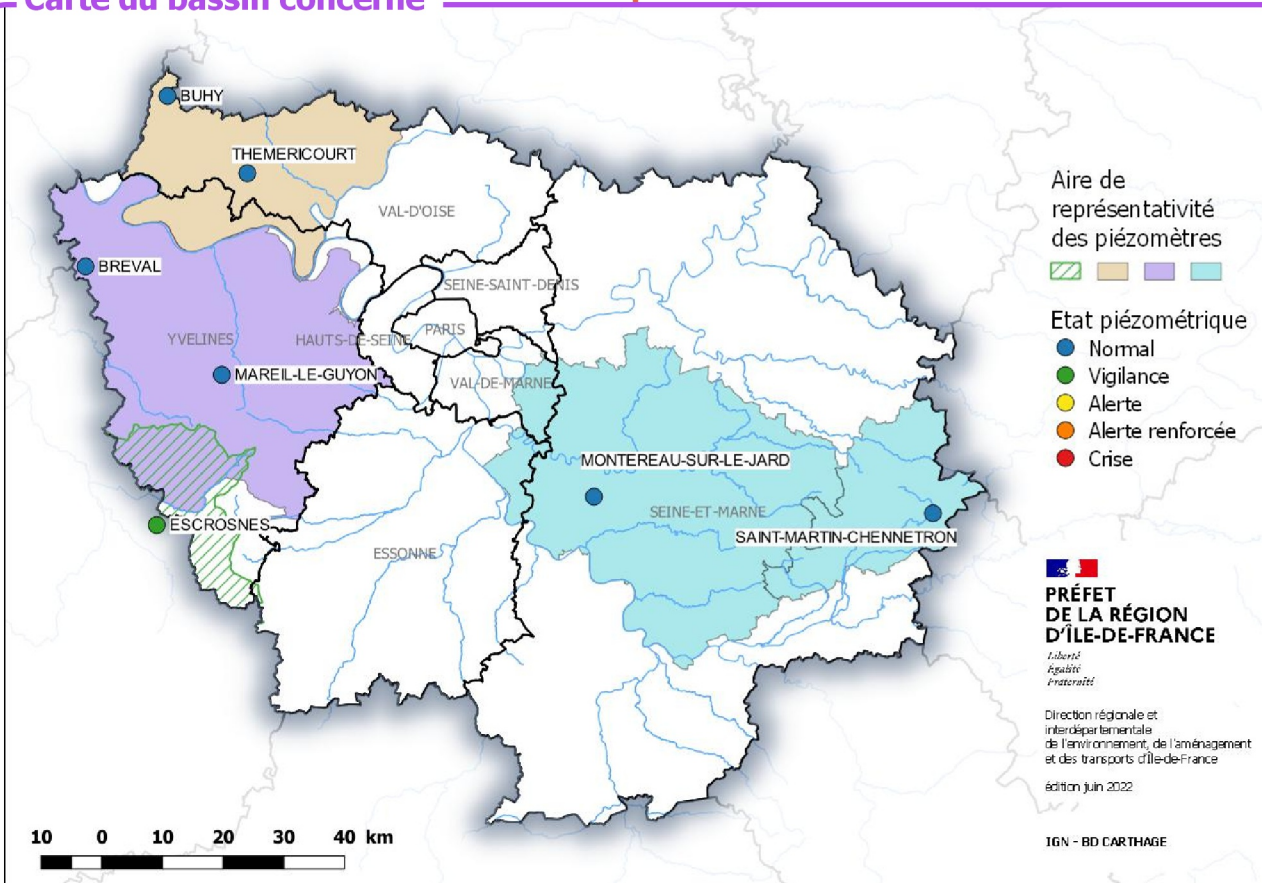 Carte du bassin concerné
BUHY
THEMERICOURT
VAL-D'OISE
BREVAL
SEINE-SAINT-DENIS
YVELINES
HAUTS-DE-SEINE
PARIS
MAREIL-LE-GUYON
VAL-DE-MARNE
MONTEREAU-SUR-LE-JARD
ESCROSNES
SEINE-ET-MARNE
SAINT-MARTIN-CHENNETRON
ESSONNE
10 0 10 20 30 40 km
Aire de
représentativité
des piézomètres
Etat piézométrique
Normal
Vigilance
Alerte
Alerte renforcée
Crise
PRÉFET
DE LA RÉGION
D'ÎLE-DE-FRANCE
Liberté
Égalité
Fraternité
Direction régionale et
interdépartementale
de l'environnement, de l'aménagement
et des transports d'Île-de-France
édition juin 2022
IGN - BD CARTHAGE